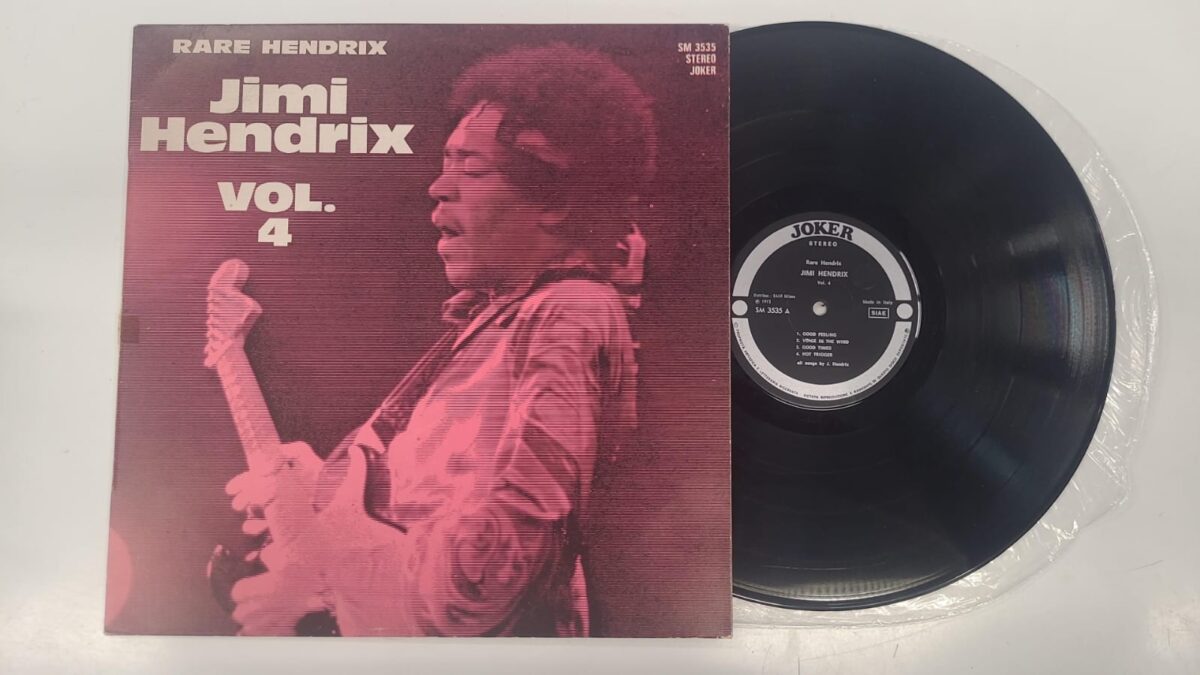 RARE HENDRIX
Jimi
Hendrix
VOL.
4
SM 3535
STEREO
JOKER
JOKER
STEREO
Rare Hendrix
JIMI HENDRIX
Vol. 4
Made in Italy
SM 3535 A
SIAE
1. GOOD FEELING
2. VOICE IN THE WIND
3. GOOD TIMES
4. HOT TRIGGER
all songs by J. Hendrix